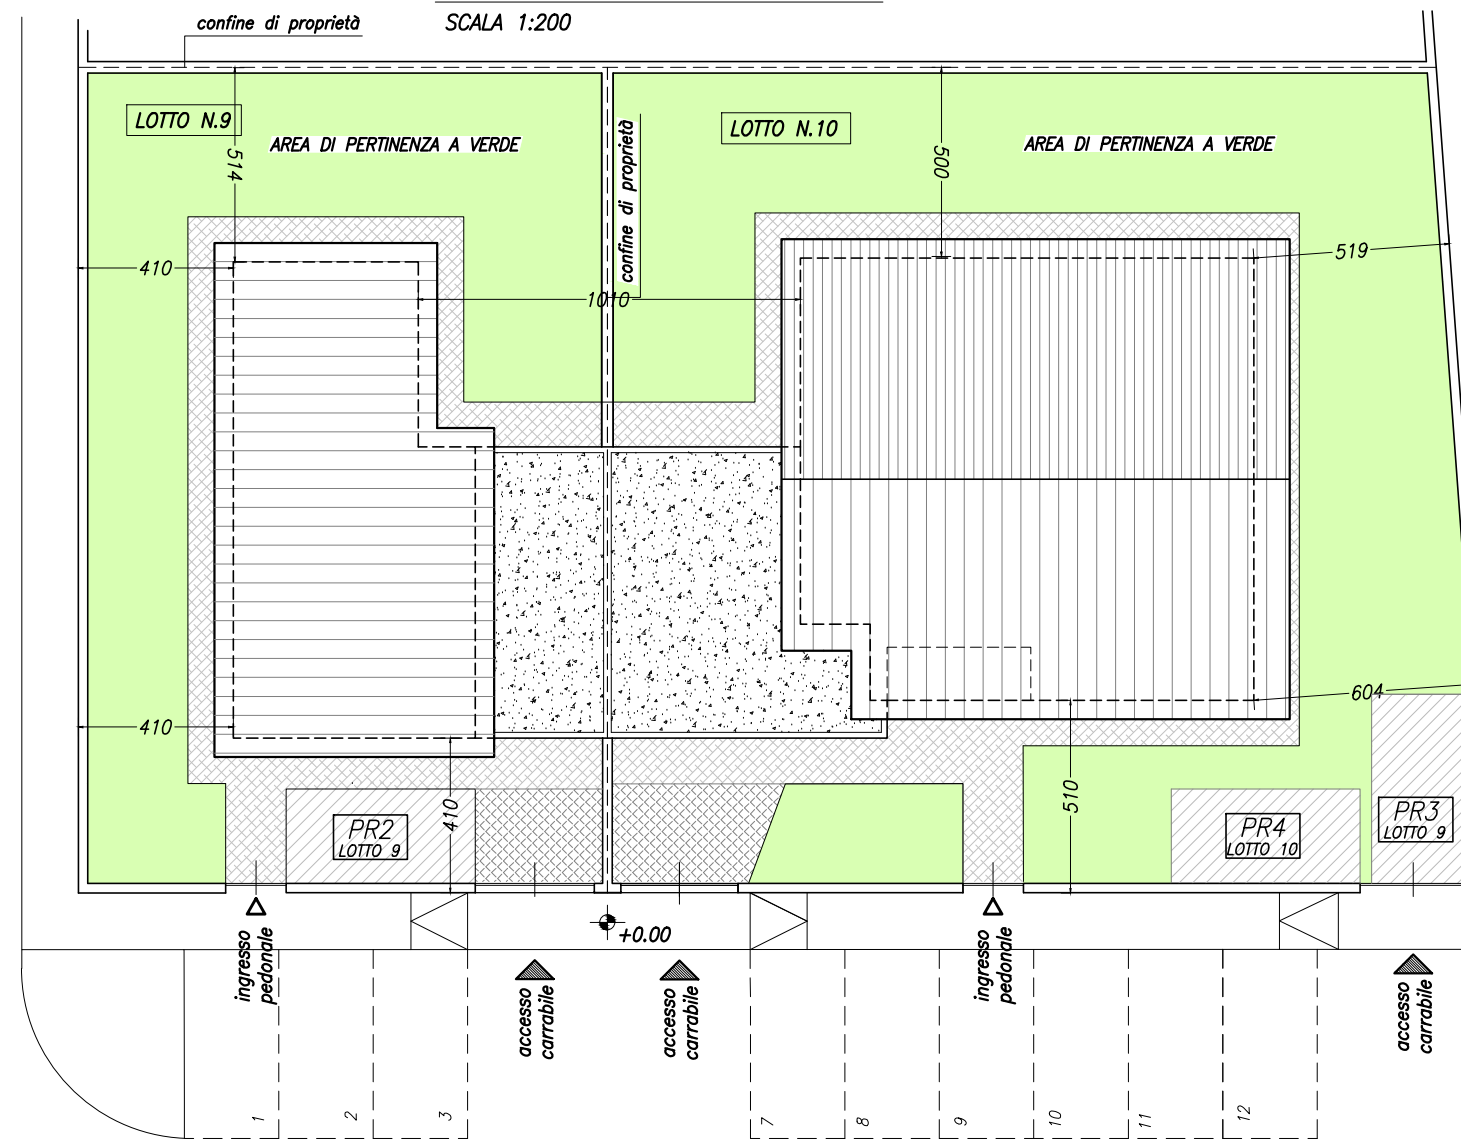 confine di proprietà
SCALA 1:200
LOTTO N.9
AREA DI PERTINENZA A VERDE
514
confine di proprietà
LOTTO N.10
AREA DI PERTINENZA A VERDE
500
519
410
1010
410
410
604
510
PR2
LOTTO 9
PR4
LOTTO 10
PR3
LOTTO 9
+0.00
ingresso
pedonale
accesso
carrabile
accesso
carrabile
ingresso
pedonale
accesso
carrabile
1
2
3
7
8
9
10
11
12